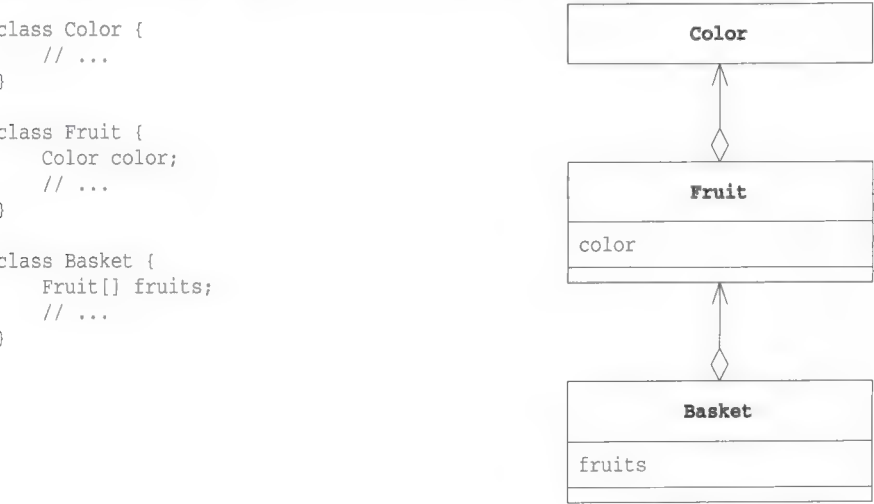 class Color {
// ...
}
class Fruit {
Color color;
// ...
}
class Basket {
Fruit[] fruits;
// ...
}
Color
Fruit
color
Basket
fruits